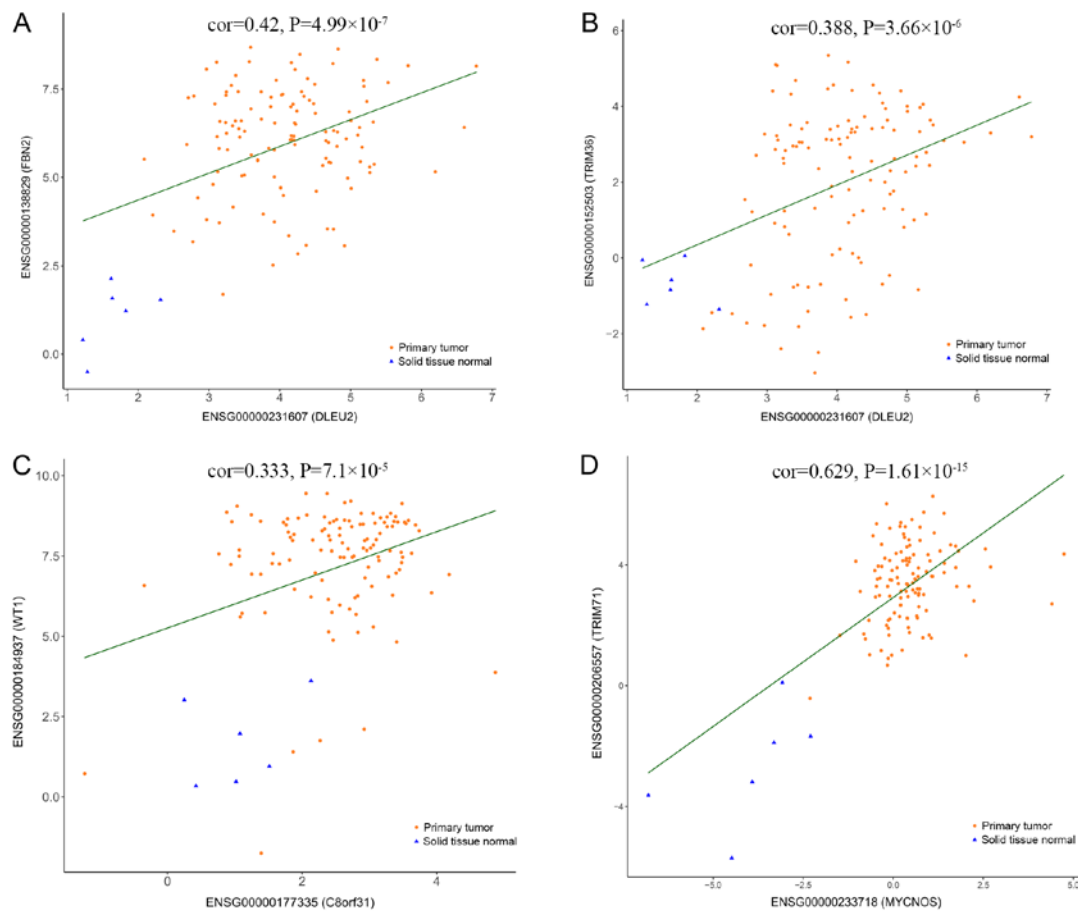 A
cor=0.42, P=4.99×10-7
7.5
5.0
2.5
0.0
ENSG00000138829 (FBN2)
Primary tumor
Solid tissue normal
1 2 3 4 5 6 7
ENSG00000231607 (DLEU2)
B
cor=0.388, P=3.66×10-6
6
4
2
0
−2
ENSG00000152503 (TRIM36)
Primary tumor
Solid tissue normal
1 2 3 4 5 6 7
ENSG00000231607 (DLEU2)
C
cor=0.333, P=7.1×10-5
10.0
7.5
5.0
2.5
0.0
ENSG00000184937 (WT1)
Primary tumor
Solid tissue normal
0 2 4
ENSG00000177335 (C8orf31)
D
cor=0.629, P=1.61×10-15
4
0
−4
ENSG00000206557 (TRIM71)
Primary tumor
Solid tissue normal
−5.0 −2.5 0.0 2.5 5.0
ENSG00000233718 (MYCNOS)